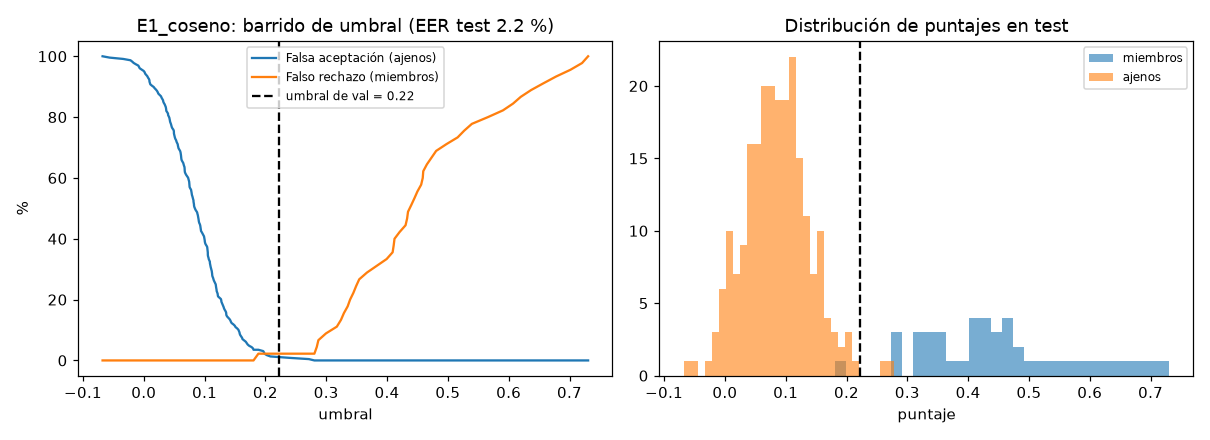 E1_coseno: barrido de umbral (EER test 2.2 %)
Falsa aceptación (ajenos)
Falso rechazo (miembros)
umbral de val = 0.22
100
80
60
40
20
0
%
−0.1 0.0 0.1 0.2 0.3 0.4 0.5 0.6 0.7
umbral
Distribución de puntajes en test
miembros
ajenos
20
15
10
5
0
−0.1 0.0 0.1 0.2 0.3 0.4 0.5 0.6 0.7
puntaje